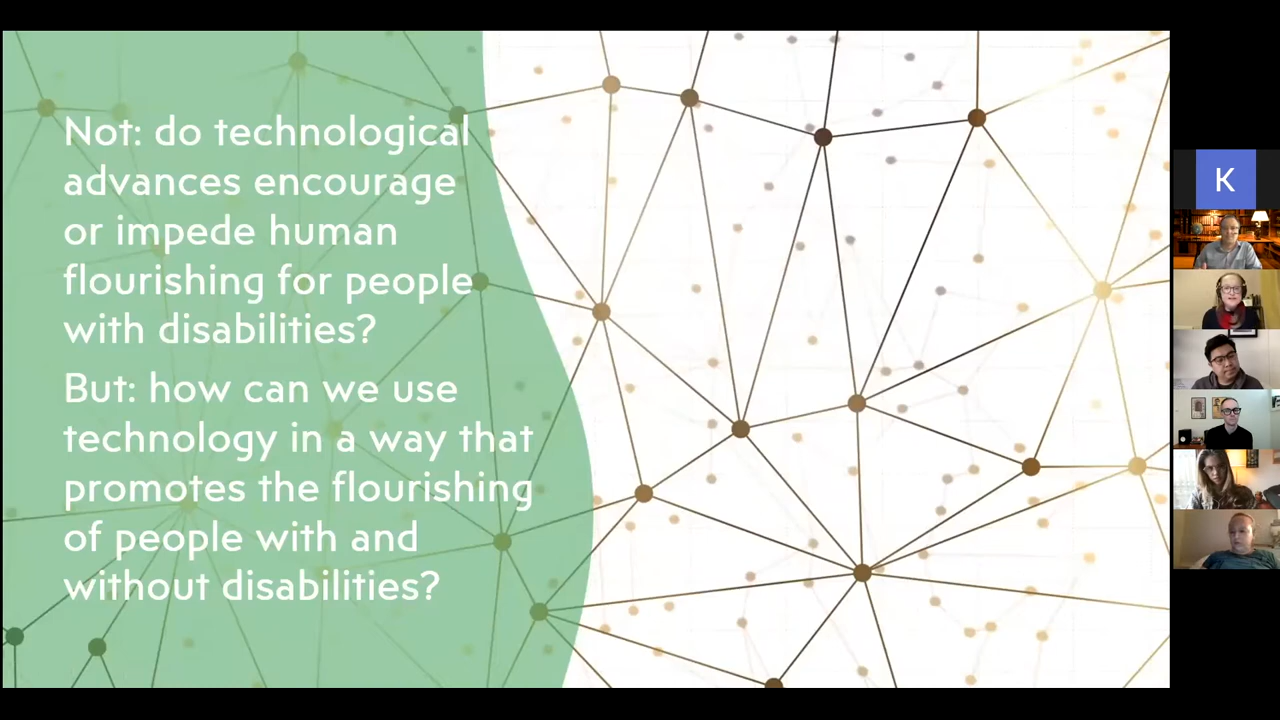 Not: do technological
advances encourage
or impede human
flourishing for people
with disabilities?
But: how can we use
technology in a way that
promotes the flourishing
of people with and
without disabilities?
K